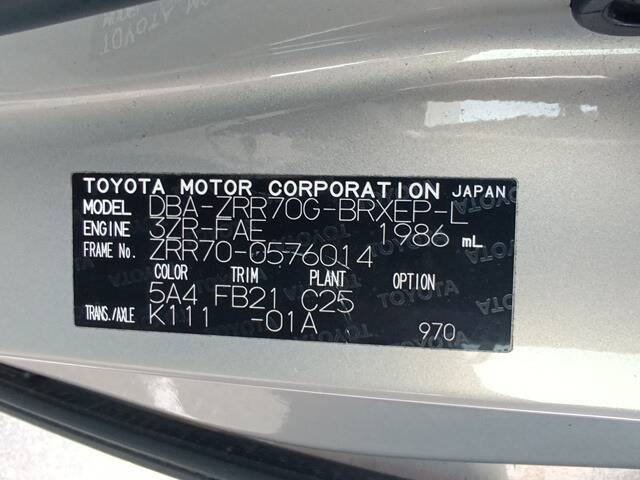 TOYOTA MOTOR CORPORATION JAPAN
MODEL DBA-ZRR70G-BRXEP-L
ENGINE 3ZR-FAE 1986 mL
FRAME No. ZRR70-0576014
COLOR TRIM PLANT OPTION
5A4 FB21 C25
TRANS./AXLE K111 -01A 970